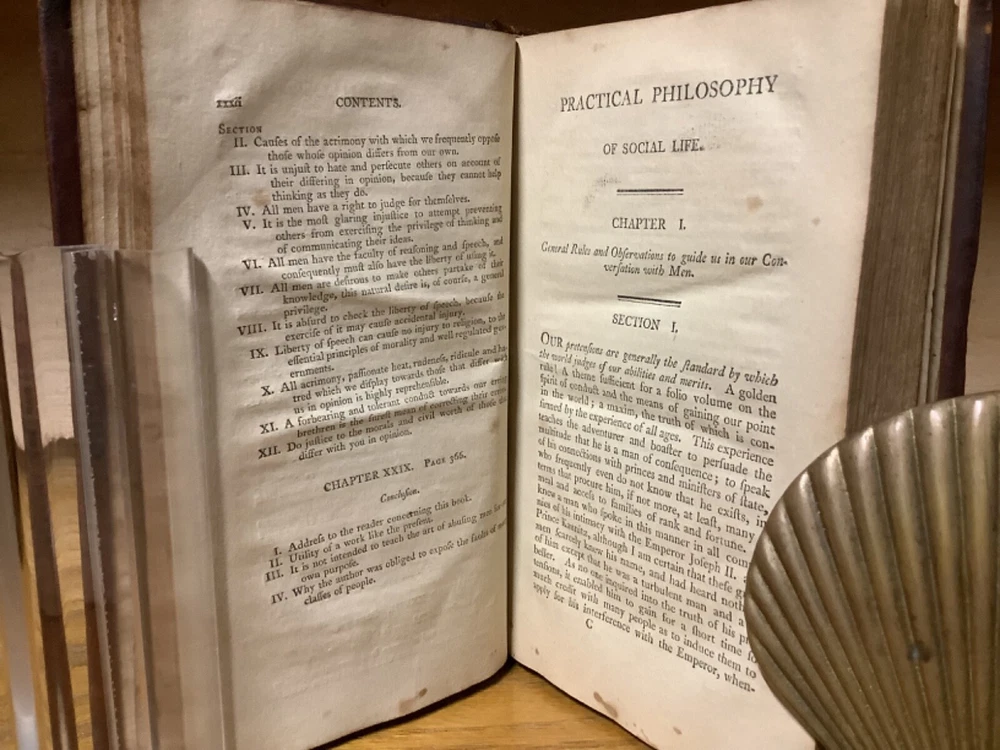 xxxii CONTENTS.
SECTION
II. Cauſes of the acrimony with which we frequently oppoſe
thoſe whoſe opinion differs from our own.
III. It is unjuſt to hate and perſecute others on account of
their differing in opinion, becauſe they cannot help
thinking as they do.
IV. All men have a right to judge for themſelves.
V. It is the moſt glaring injuſtice to attempt preventing
others from exerciſing the privilege of thinking and
of communicating their ideas.
VI. All men have the faculty of reaſoning and ſpeech, and
conſequently muſt alſo have the liberty of uſing it.
VII. All men are deſirous to make others partake of their
knowledge, this natural deſire is, of courſe, a general
privilege.
VIII. It is abſurd to check the liberty of ſpeech, becauſe the
exerciſe of it may cauſe accidental injury.
IX. Liberty of ſpeech can cauſe no injury to religion, to the
eſſential principles of morality and well regulated gov-
ernments.
X. All acrimony, paſſionate heat, rudeneſs, ridicule and ha-
tred which we diſplay towards thoſe that differ with
us in opinion is highly reprehenſible.
XI. A forbearing and tolerant conduct towards our erring
brethren is the ſureſt mean of correcting their errors
XII. Do juſtice to the morals and civil worth of thoſe that
differ with you in opinion.
CHAPTER XXIX. PAGE 366.
Concluſion.
I. Addreſs to the reader concerning this book.
II. Utility of a work like the preſent.
III. It is not intended to teach the art of abuſing men for
own purpoſe.
IV. Why the author was obliged to expoſe the faults of
claſſes of people.
PRACTICAL PHILOSOPHY
OF SOCIAL LIFE.
CHAPTER I.
General Rules and Obſervations to guide us in our Con-
verſation with Men.
SECTION I,
OUR pretenſions are generally the ſtandard by which
the world judges of our abilities and merits. A golden
rule! A theme ſufficient for a folio volume on the
ſpirit of conduct and the means of gaining our point
in the world; a maxim, the truth of which is con-
firmed by the experience of all ages. This experience
teaches the adventurer and boaſter to perſuade the
multitude that he is a man of conſequence; to ſpeak
of his connections with princes and miniſters of ſtate,
who frequently even do not know that he exiſts, in
terms that procure him, if not more, at leaſt, many
meal and acceſs to families of rank and fortune.
knew a man who ſpoke in this manner in all com
nies of his intimacy with the Emperor Joſeph II.
Prince Kaunitz, although I am certain that theſe
men ſcarcely knew his name, and had heard
of him except that he was a turbulent man and a
beller. As no one inquired into the truth of his
tenſions, it enabled him to gain for a ſhort time
much credit with many people as to induce them to
apply for his interference with the Emperor, when-
C